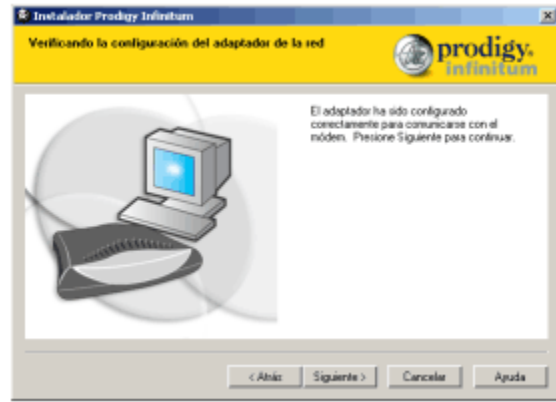 Instalador Prodigy Infinitum
Verificando la configuración del adaptador de la red
prodigy.
infinitum
El adaptador ha sido configurado
correctamente para comunicarse con el
módem. Presione Siguiente para continuar.
< Atrás
Siguiente >
Cancelar
Ayuda